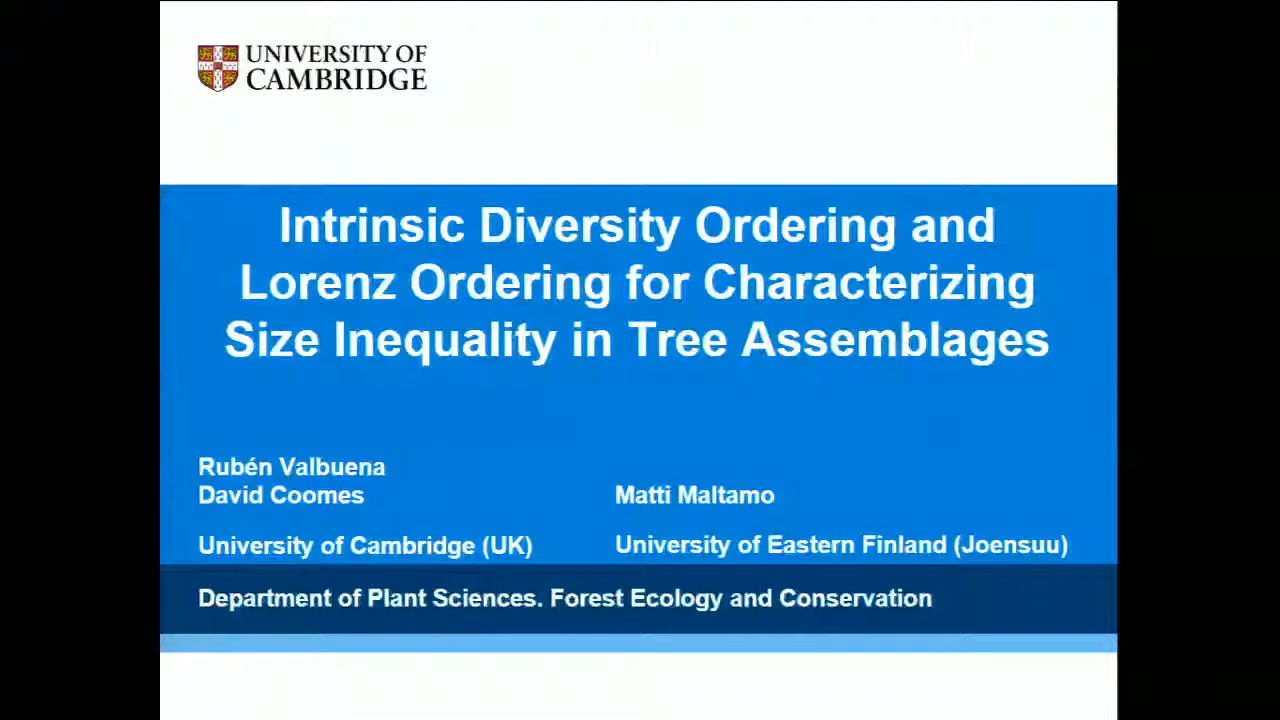 UNIVERSITY OF
CAMBRIDGE
Intrinsic Diversity Ordering and
Lorenz Ordering for Characterizing
Size Inequality in Tree Assemblages
Rubén Valbuena
David Coomes
Matti Maltamo
University of Cambridge (UK)
University of Eastern Finland (Joensuu)
Department of Plant Sciences. Forest Ecology and Conservation